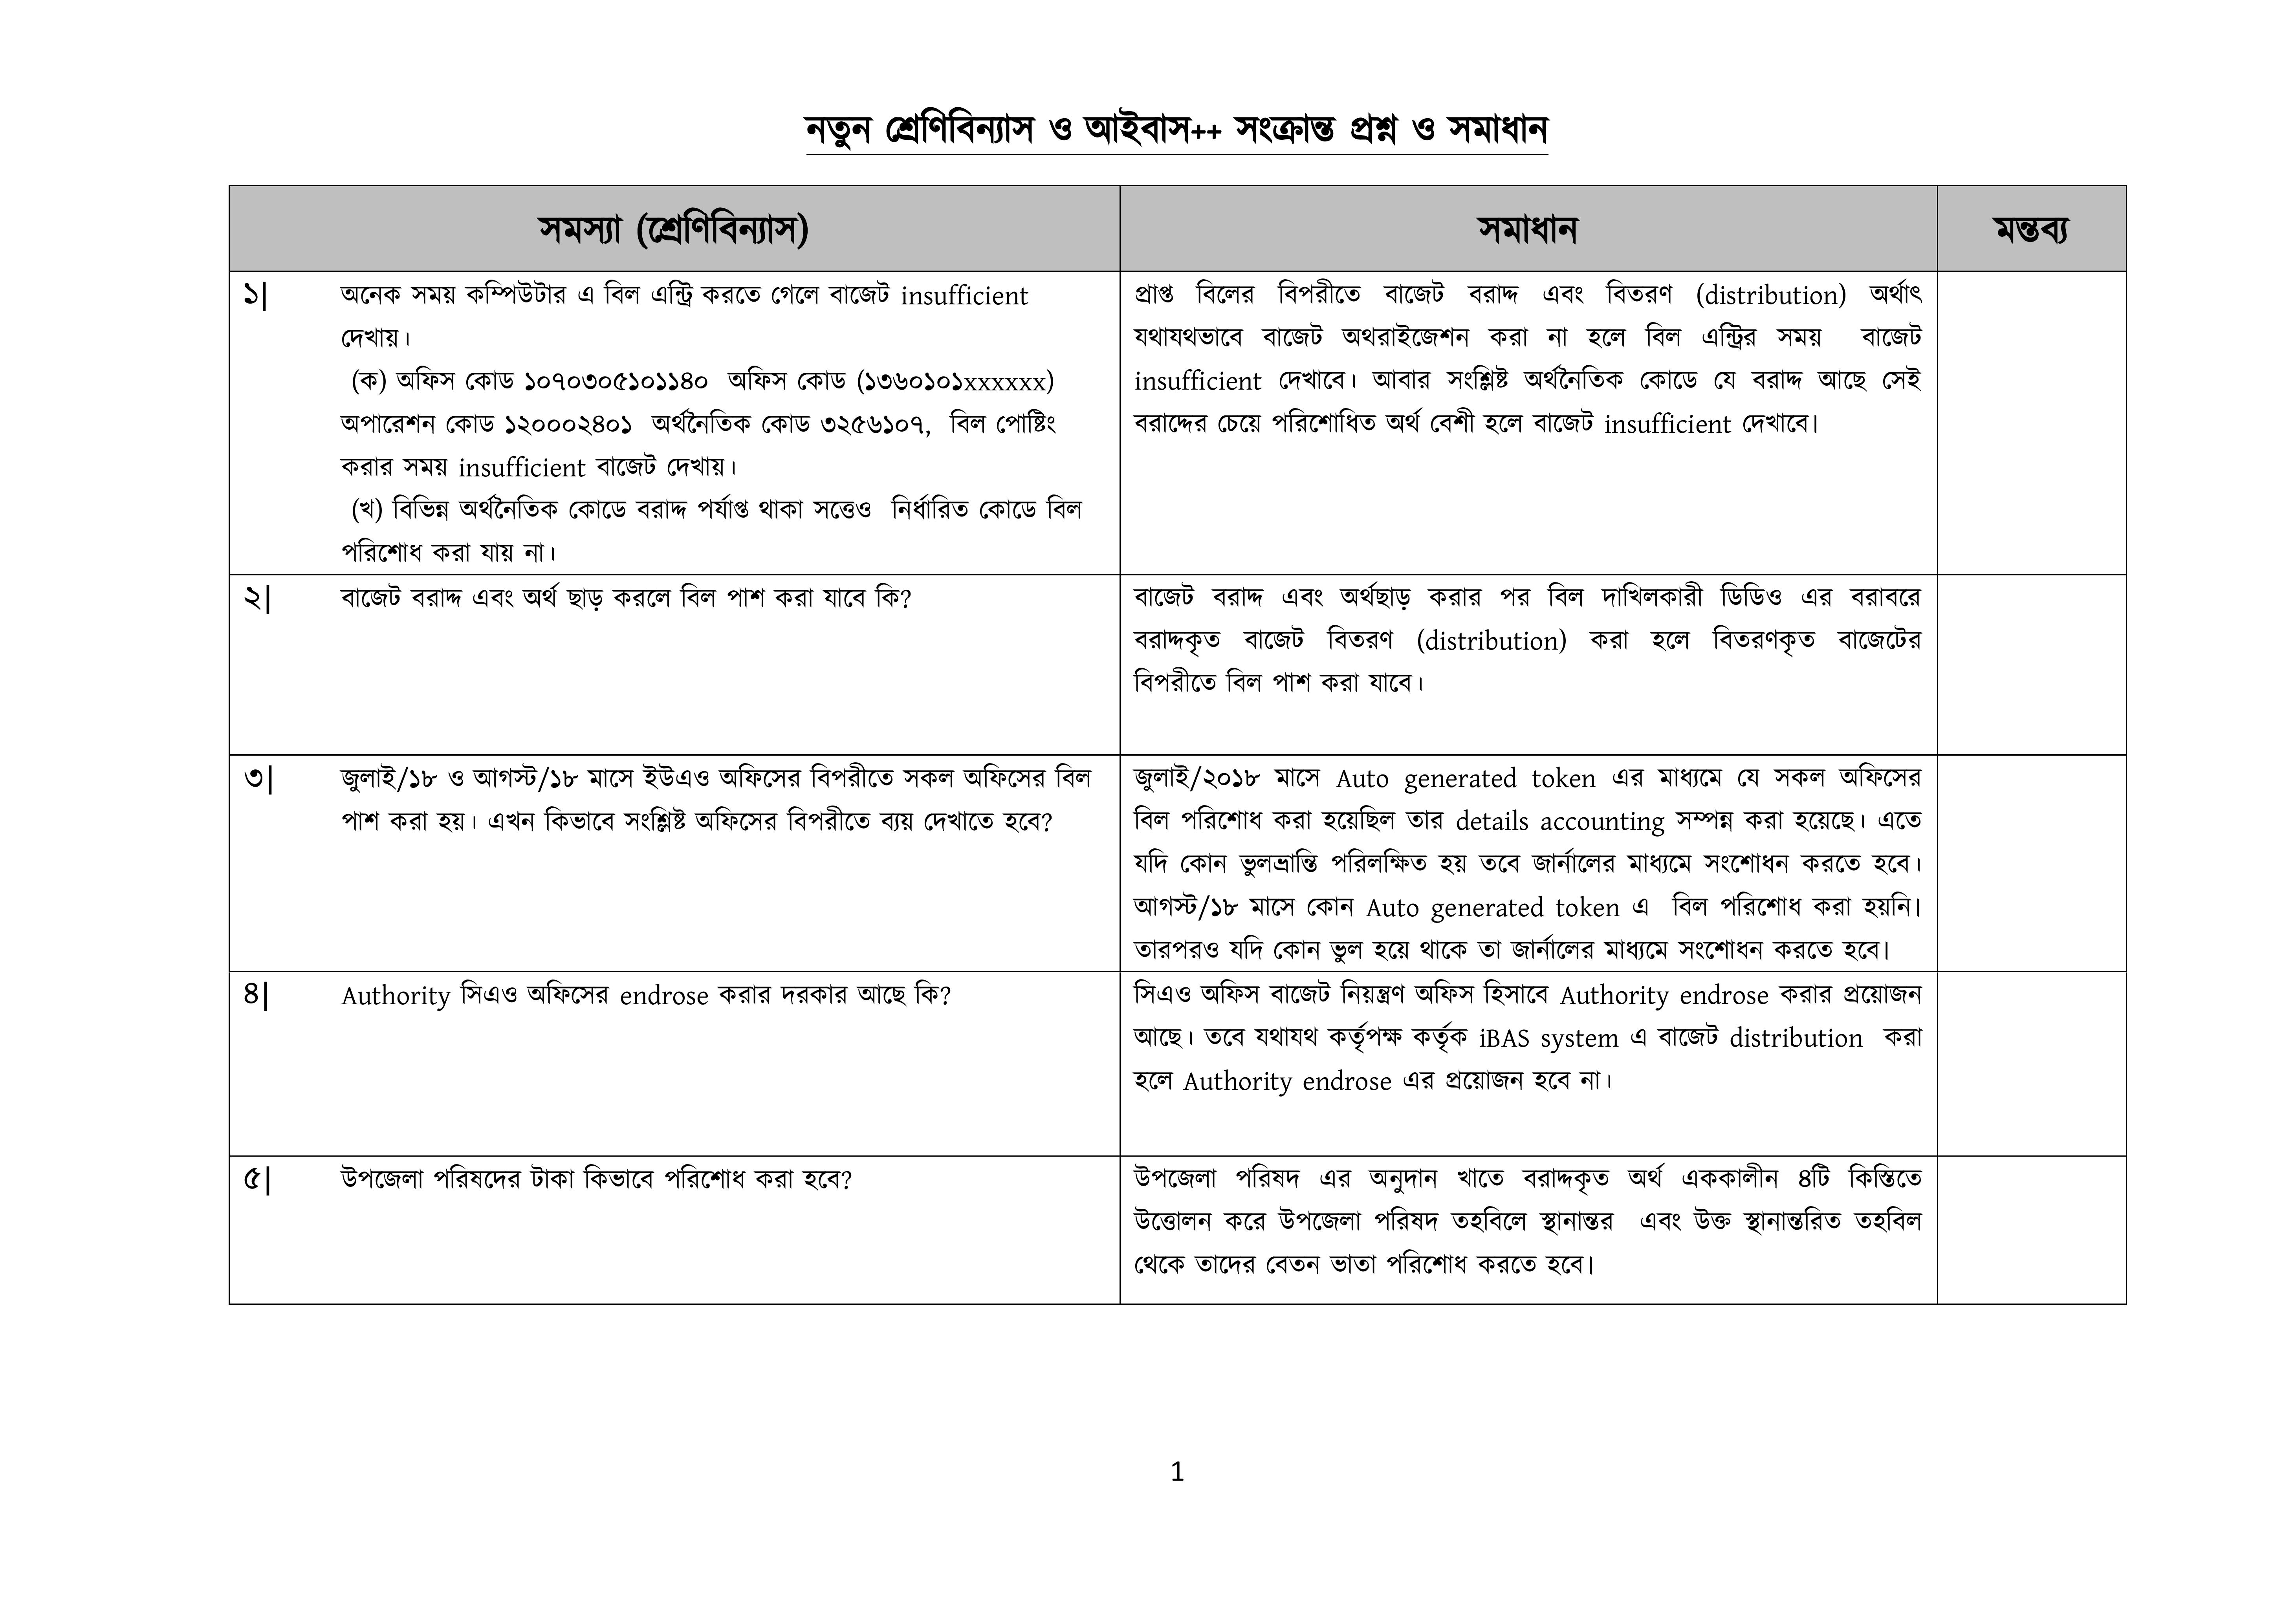 নতুন শ্রেণিবিন্যাস ও আইবাস++ সংক্রান্ত প্রশ্ন ও সমাধান
সমস্যা (শ্রেণিবিন্যাস)
সমাধান
মন্তব্য
১|
অনেক সময় কম্পিউটার এ বিল এন্ট্রি করতে গেলে বাজেট insufficient
দেখায়।
(ক) অফিস কোড ১০৭০৩০৫১০১১৪০ অফিস কোড (১৩৬০১০১xxxxxx)
অপারেশন কোড ১২০০০২৪০১ অর্থনৈতিক কোড ৩২৫৬১০৭, বিল পোষ্টিং
করার সময় insufficient বাজেট দেখায়।
(খ) বিভিন্ন অর্থনৈতিক কোডে বরাদ্দ পর্যাপ্ত থাকা সত্তেও নির্ধারিত কোডে বিল
পরিশোধ করা যায় না।
প্রাপ্ত বিলের বিপরীতে বাজেট বরাদ্দ এবং বিতরণ (distribution) অর্থাৎ
যথাযথভাবে বাজেট অথরাইজেশন করা না হলে বিল এন্ট্রির সময় বাজেট
insufficient দেখাবে। আবার সংশ্লিষ্ট অর্থনৈতিক কোডে যে বরাদ্দ আছে সেই
বরাদ্দের চেয়ে পরিশোধিত অর্থ বেশী হলে বাজেট insufficient দেখাবে।
২|
বাজেট বরাদ্দ এবং অর্থ ছাড় করলে বিল পাশ করা যাবে কি?
বাজেট বরাদ্দ এবং অর্থছাড় করার পর বিল দাখিলকারী ডিডিও এর বরাবরে
বরাদ্দকৃত বাজেট বিতরণ (distribution) করা হলে বিতরণকৃত বাজেটের
বিপরীতে বিল পাশ করা যাবে।
৩|
জুলাই/১৮ ও আগস্ট/১৮ মাসে ইউএও অফিসের বিপরীতে সকল অফিসের বিল
পাশ করা হয়। এখন কিভাবে সংশ্লিষ্ট অফিসের বিপরীতে ব্যয় দেখাতে হবে?
জুলাই/২০১৮ মাসে Auto generated token এর মাধ্যমে যে সকল অফিসের
বিল পরিশোধ করা হয়েছিল তার details accounting সম্পন্ন করা হয়েছে। এতে
যদি কোন ভুলভ্রান্তি পরিলক্ষিত হয় তবে জার্নালের মাধ্যমে সংশোধন করতে হবে।
আগস্ট/১৮ মাসে কোন Auto generated token এ বিল পরিশোধ করা হয়নি।
তারপরও যদি কোন ভুল হয়ে থাকে তা জার্নালের মাধ্যমে সংশোধন করতে হবে।
৪|
Authority সিএও অফিসের endrose করার দরকার আছে কি?
সিএও অফিস বাজেট নিয়ন্ত্রণ অফিস হিসাবে Authority endrose করার প্রয়োজন
আছে। তবে যথাযথ কর্তৃপক্ষ কর্তৃক iBAS system এ বাজেট distribution করা
হলে Authority endrose এর প্রয়োজন হবে না।
৫|
উপজেলা পরিষদের টাকা কিভাবে পরিশোধ করা হবে?
উপজেলা পরিষদ এর অনুদান খাতে বরাদ্দকৃত অর্থ এককালীন ৪টি কিস্তিতে
উত্তোলন করে উপজেলা পরিষদ তহবিলে স্থানান্তর এবং উক্ত স্থানান্তরিত তহবিল
থেকে তাদের বেতন ভাতা পরিশোধ করতে হবে।
1